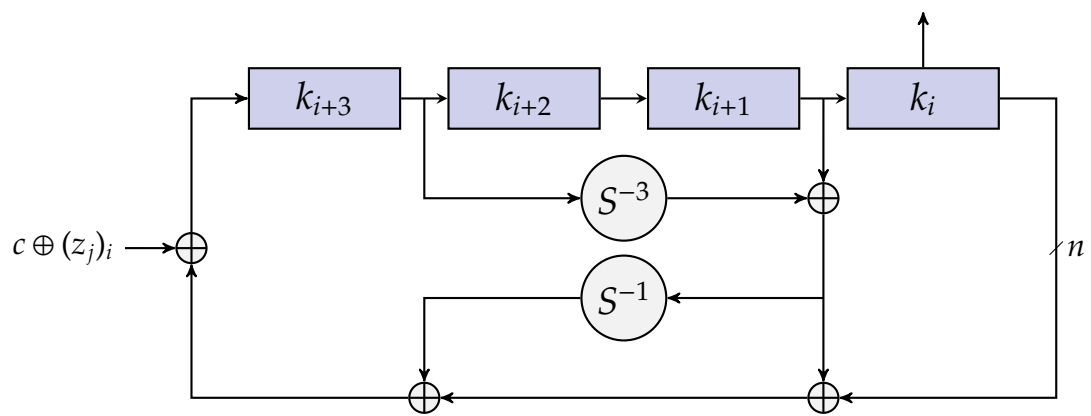 k_{i+3} k_{i+2} k_{i+1} k_i
S^{-3}
c ⊕ (z_j)_i
n
S^{-1}